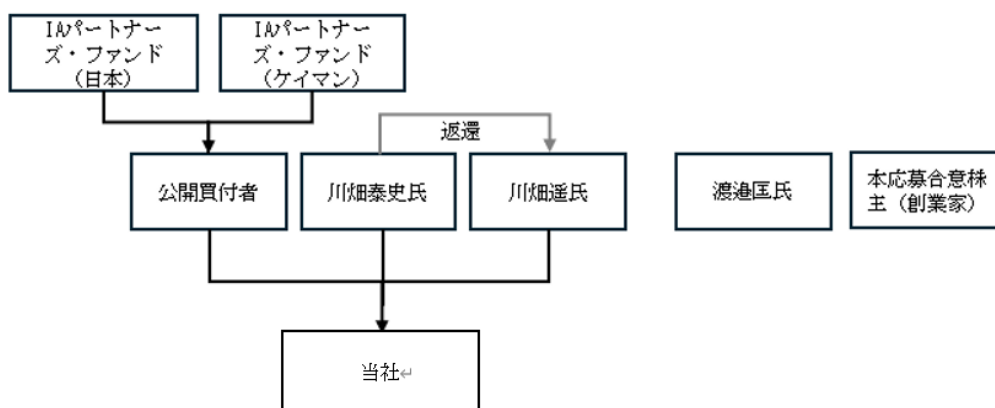 IAパートナー
ズ・ファンド
（日本）
IAパートナー
ズ・ファンド
（ケイマン）
返還
公開買付者
川畑泰史氏
川畑遥氏
渡邉匡氏
本応募合意株
主（創業家）
当社↵